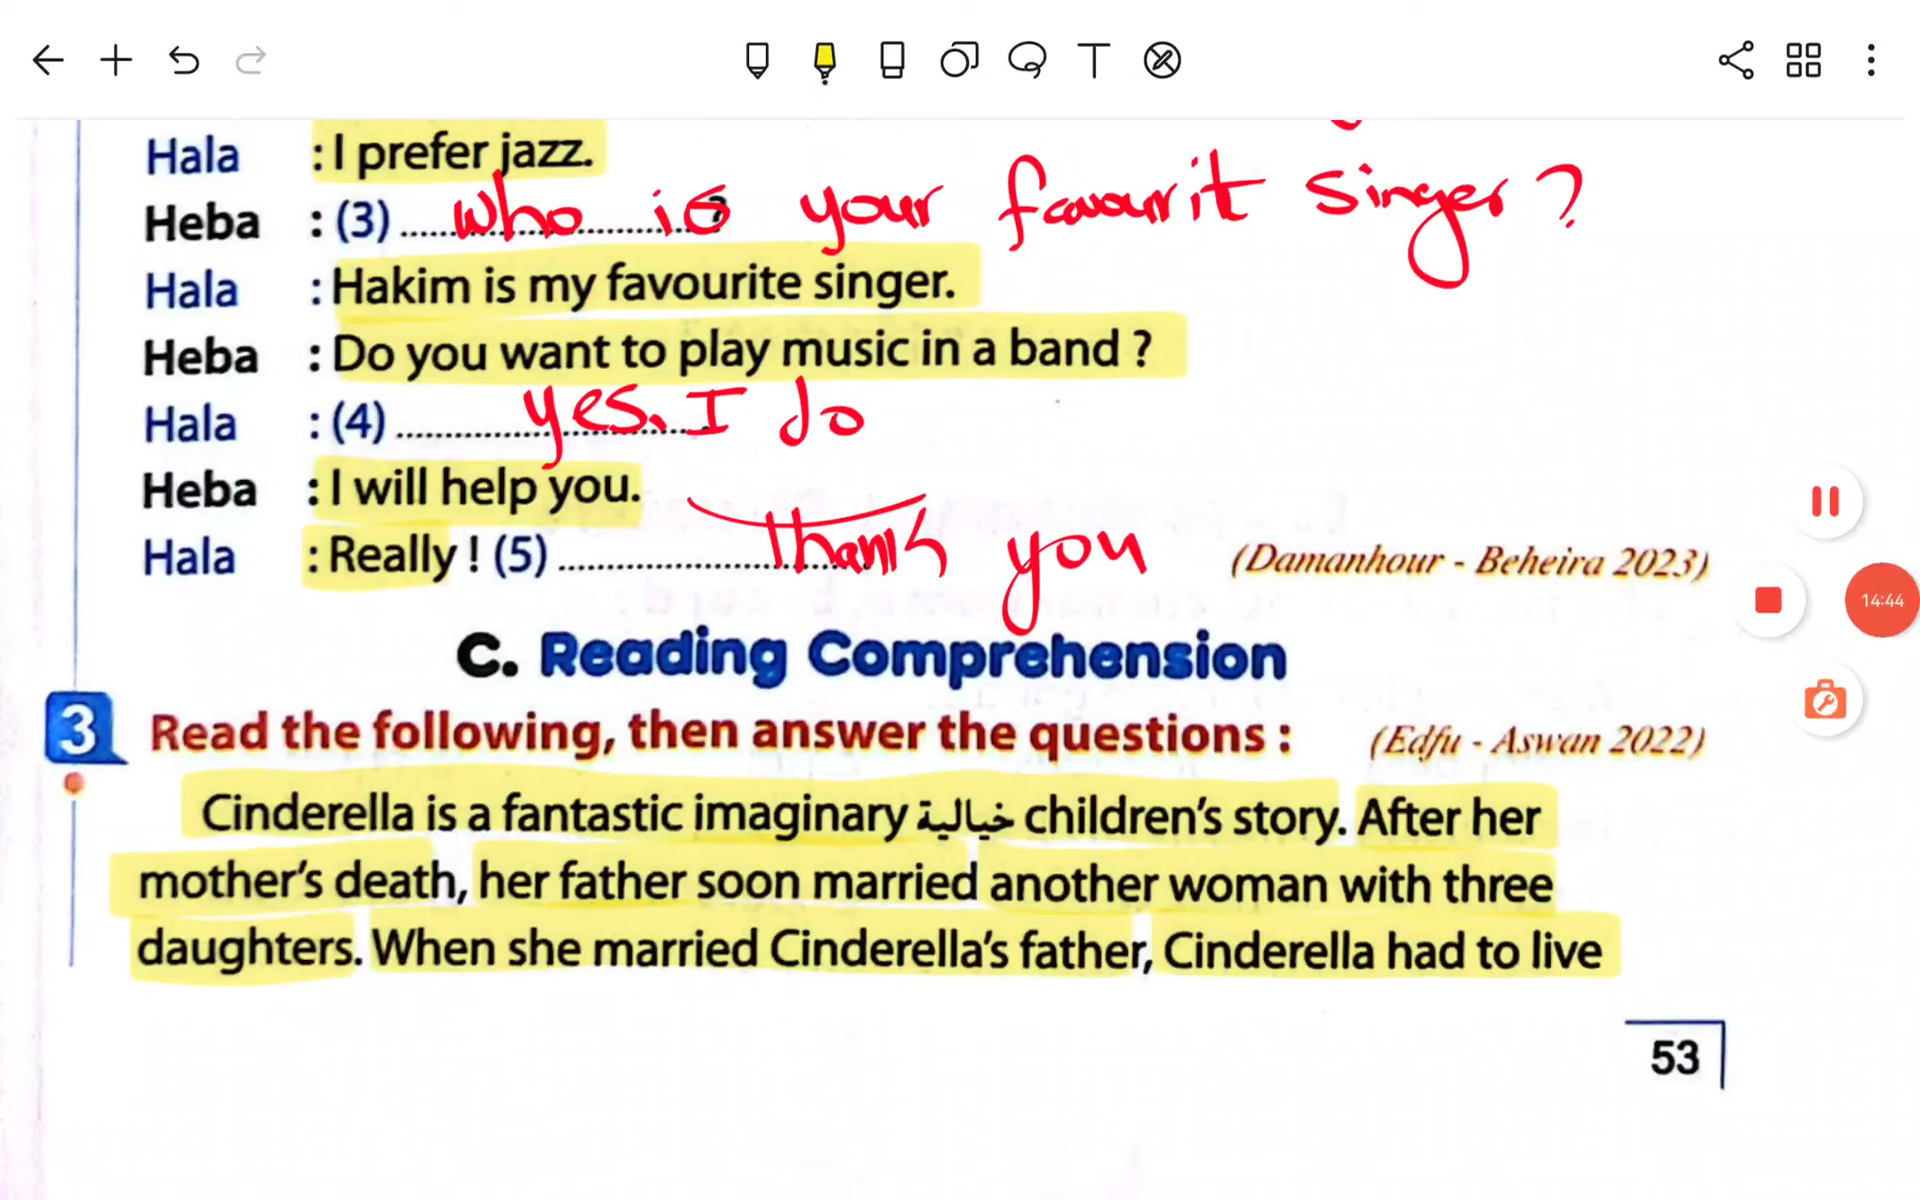 Hala : I prefer jazz.
Heba : (3) .................... ? who is your favourit singer ?
Hala : Hakim is my favourite singer.
Heba : Do you want to play music in a band ?
Hala : (4) .................... yes, I do
Heba : I will help you.
Hala : Really ! (5) .................... thank you (Damanhour - Beheira 2023)
C. Reading Comprehension
3 Read the following, then answer the questions : (Edfu - Aswan 2022)
Cinderella is a fantastic imaginary خيالية children's story. After her
mother's death, her father soon married another woman with three
daughters. When she married Cinderella's father, Cinderella had to live
53
14:44